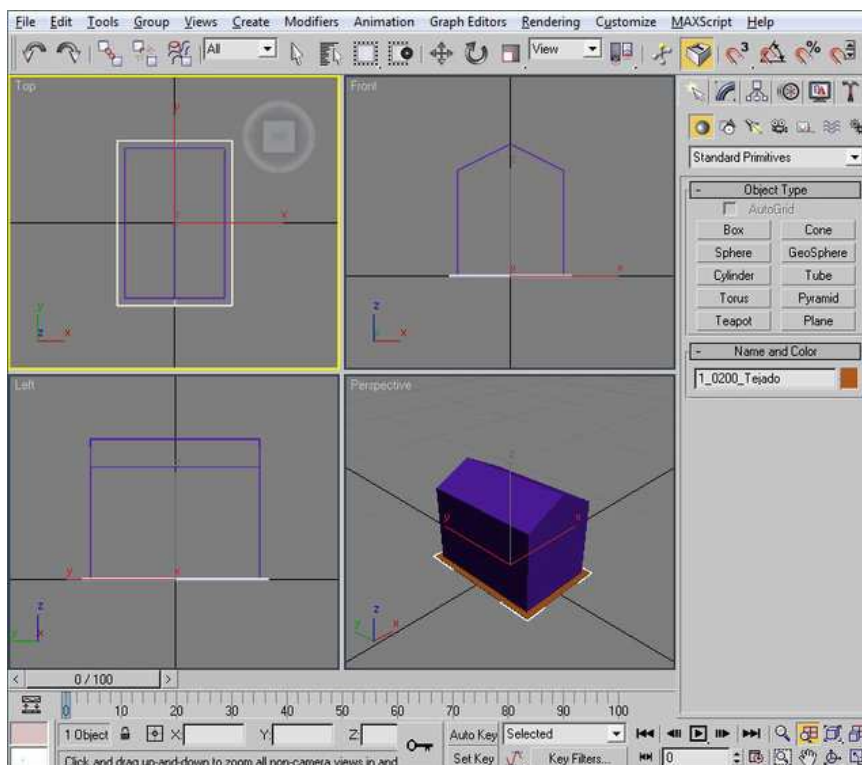 File Edit Tools Group Views Create Modifiers Animation Graph Editors Rendering Customize MAXScript Help
All View 3 %
Top Front
y
x z x
y z
z x x
Left Perspective
z
y x y x
z z
y x y x
Standard Primitives
- Object Type
AutoGrid
Box Cone
Sphere GeoSphere
Cylinder Tube
Torus Pyramid
Teapot Plane
- Name and Color
1_0200_Tejado
< 0 / 100 >
0 10 20 30 40 50 60 70 80 90 100
1 Object X: Y: Z: Auto Key Selected
Click and drag up-and-down to zoom all non-camera views in and Set Key Key Filters... 0